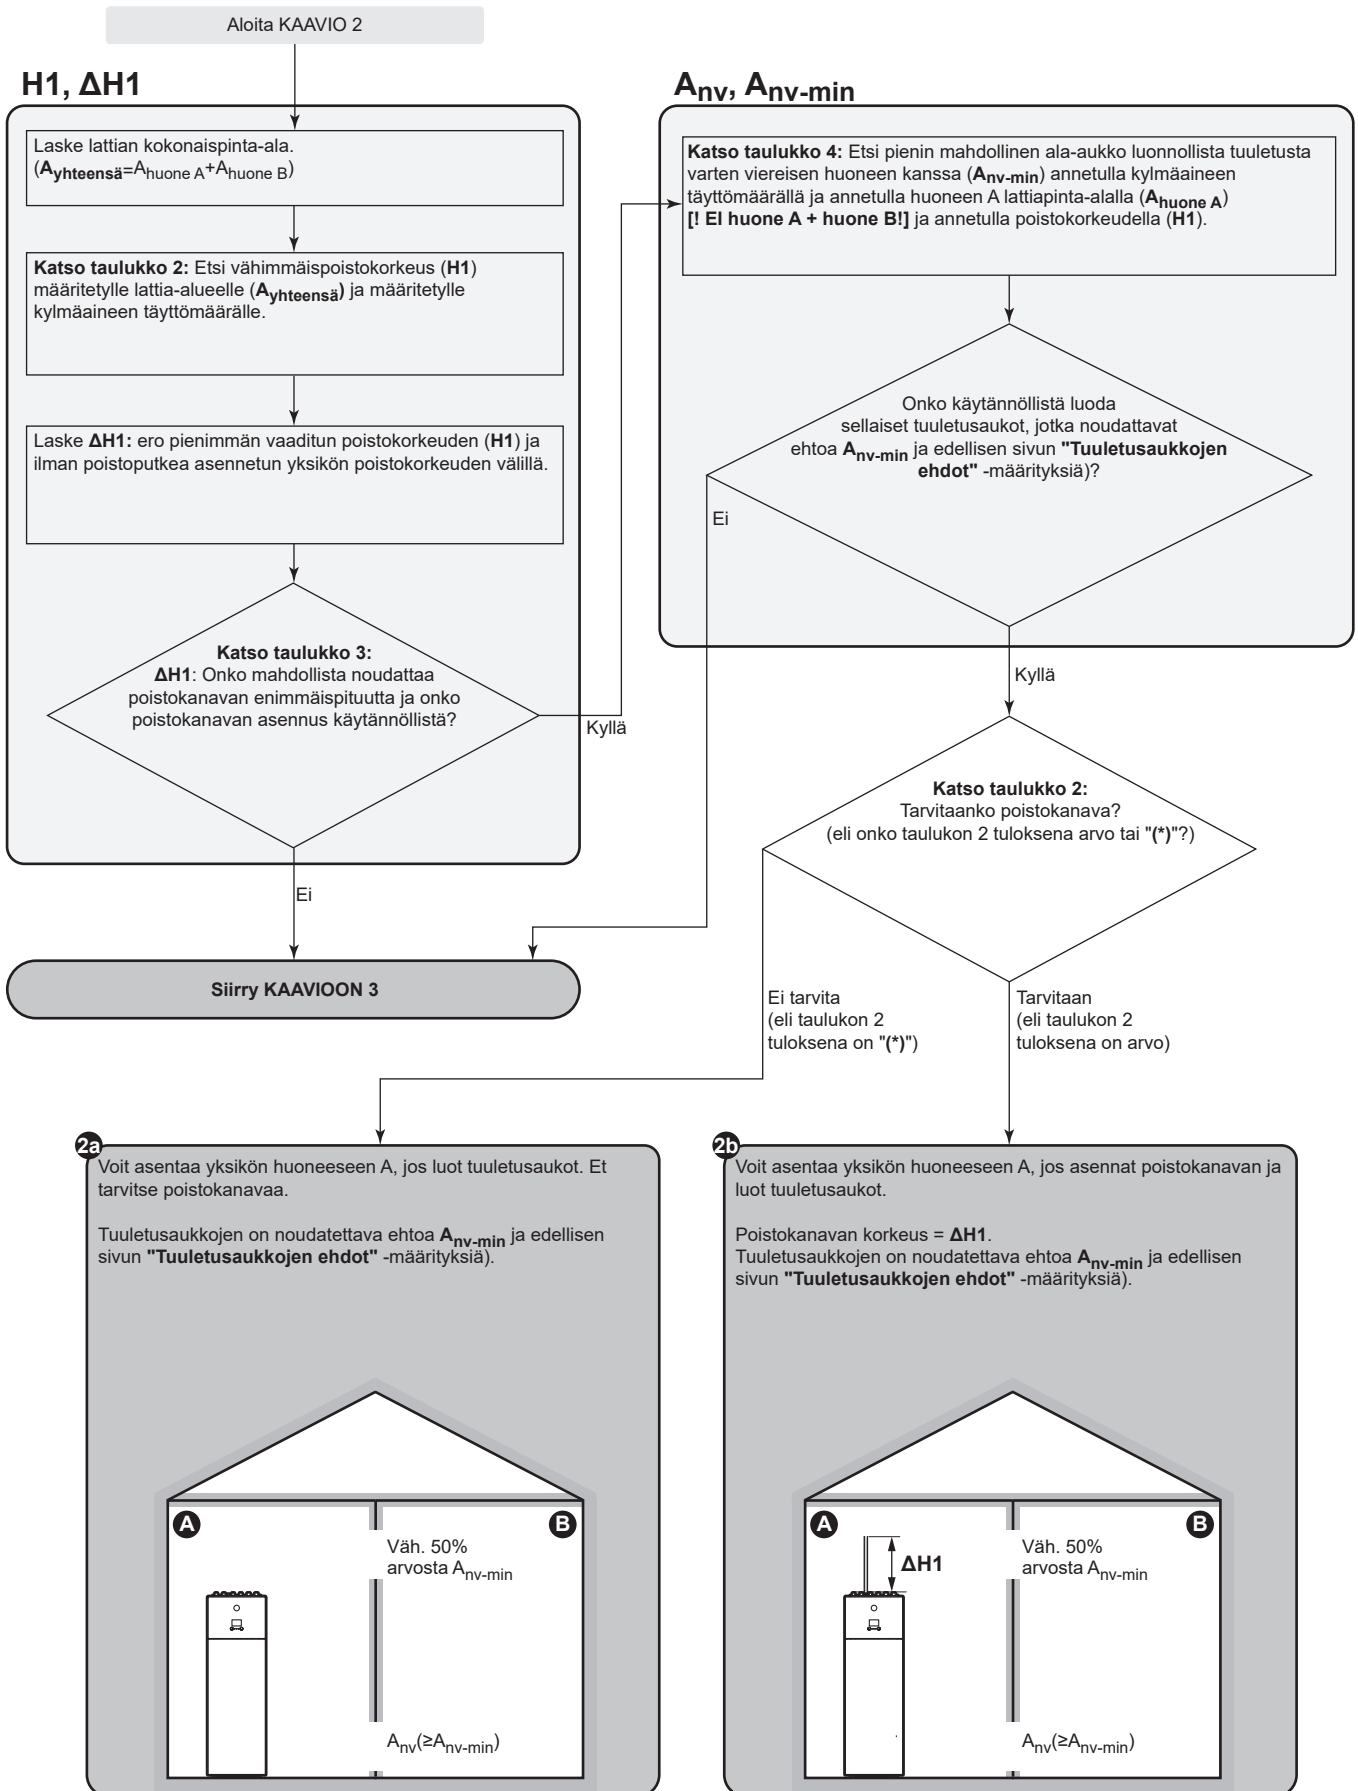 Aloita KAAVIO 2
H1, ΔH1
Laske lattian kokonaispinta-ala.
(Ayhteensä=Ahuone A+Ahuone B)
Katso taulukko 2: Etsi vähimmäispoistokorkeus (H1)
määritetylle lattia-alueelle (Ayhteensä) ja määritetylle
kylmäaineen täyttömäärälle.
Laske ΔH1: ero pienimmän vaaditun poistokorkeuden (H1) ja
ilman poistoputkea asennetun yksikön poistokorkeuden välillä.
Katso taulukko 3:
ΔH1: Onko mahdollista noudattaa
poistokanavan enimmäispituutta ja onko
poistokanavan asennus käytännöllistä?
Kyllä
Ei
Siirry KAAVIOON 3
Anv, Anv-min
Katso taulukko 4: Etsi pienin mahdollinen ala-aukko luonnollista tuuletusta
varten viereisen huoneen kanssa (Anv-min) annetulla kylmäaineen
täyttömäärällä ja annetulla huoneen A lattiapinta-alalla (Ahuone A)
[! EI huone A + huone B!] ja annetulla poistokorkeudella (H1).
Onko käytännöllistä luoda
sellaiset tuuletusaukot, jotka noudattavat
ehtoa Anv-min ja edellisen sivun "Tuuletusaukkojen
ehdot" -määrityksiä)?
Ei
Kyllä
Katso taulukko 2:
Tarvitaanko poistokanava?
(eli onko taulukon 2 tuloksena arvo tai "(*)"?)
Ei tarvita
(eli taulukon 2
tuloksena on "(*)")
Tarvitaan
(eli taulukon 2
tuloksena on arvo)
2a
Voit asentaa yksikön huoneeseen A, jos luot tuuletusaukot. Et
tarvitse poistokanavaa.
Tuuletusaukkojen on noudatettava ehtoa Anv-min ja edellisen
sivun "Tuuletusaukkojen ehdot" -määrityksiä).
A
B
Väh. 50%
arvosta Anv-min
Anv(≥Anv-min)
2b
Voit asentaa yksikön huoneeseen A, jos asennat poistokanavan ja
luot tuuletusaukot.
Poistokanavan korkeus = ΔH1.
Tuuletusaukkojen on noudatettava ehtoa Anv-min ja edellisen
sivun "Tuuletusaukkojen ehdot" -määrityksiä).
A
B
ΔH1
Väh. 50%
arvosta Anv-min
Anv(≥Anv-min)